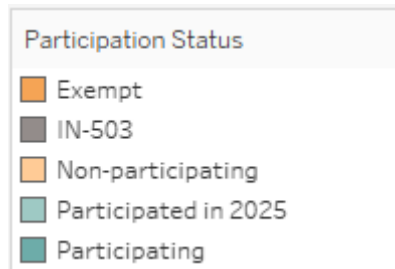 Participation Status
Exempt
IN-503
Non-participating
Participated in 2025
Participating